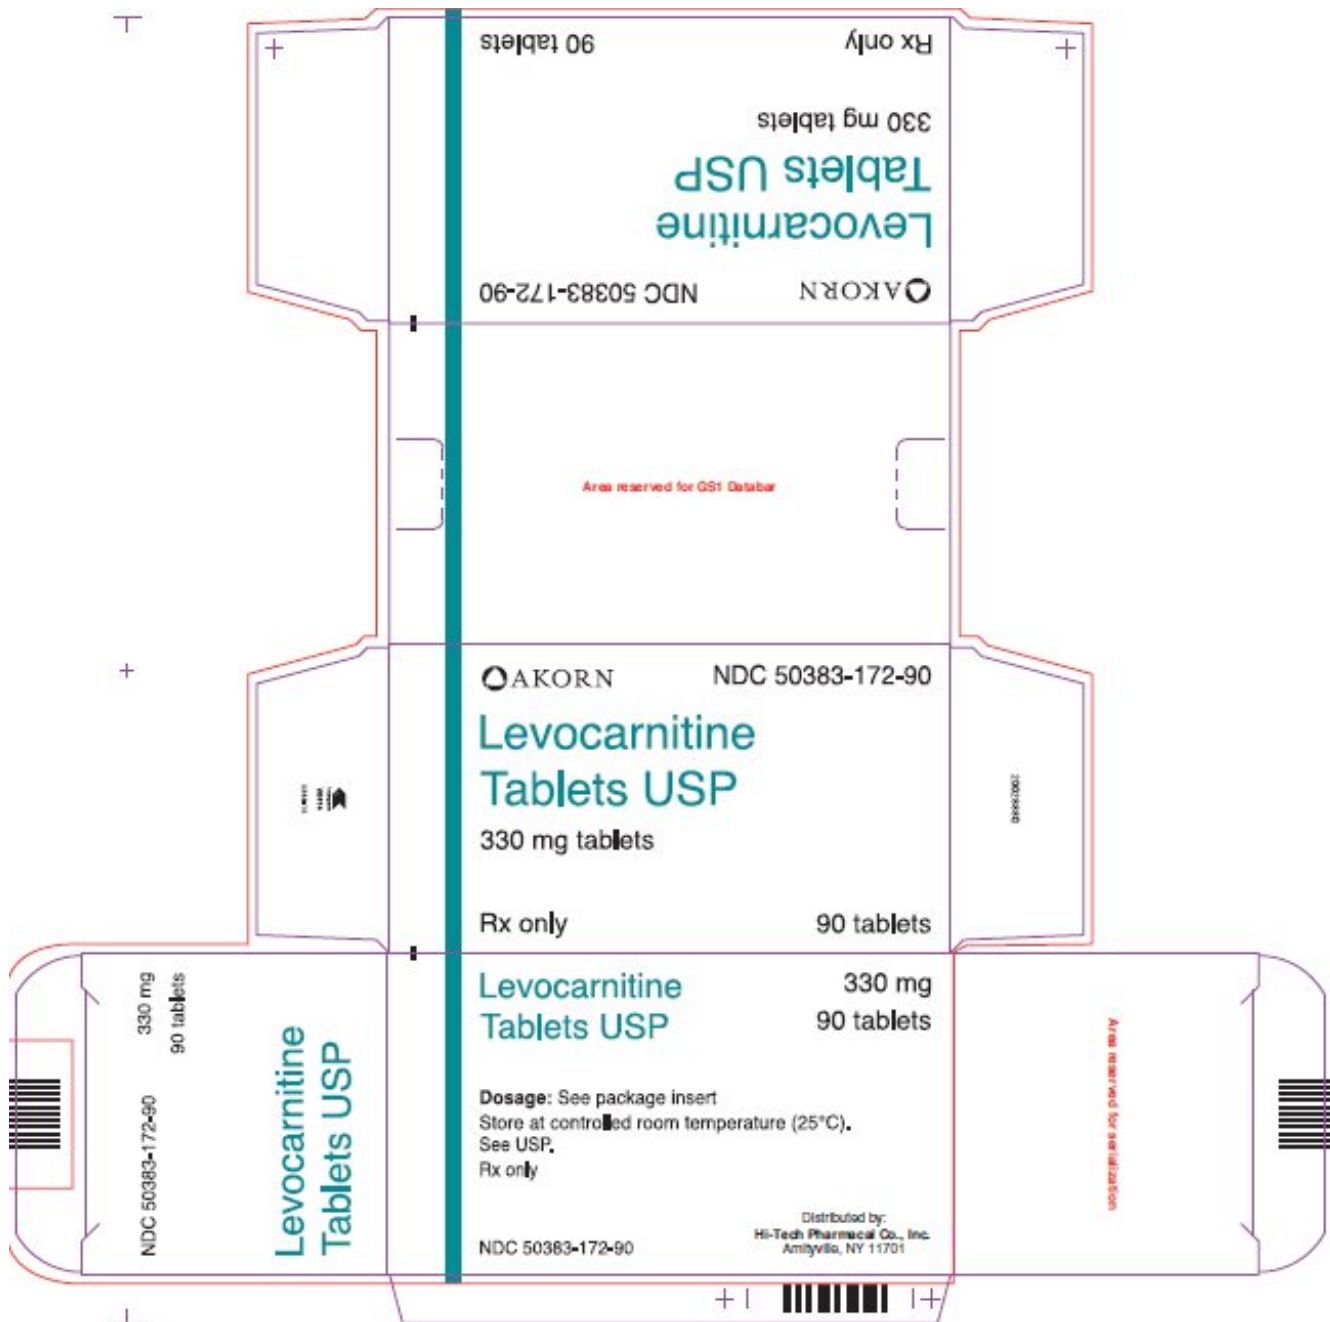 90 tablets Rx only
330 mg tablets
Levocarnitine
Tablets USP
NDC 50383-172-90 AKORN
Area reserved for GS1 Databar
AKORN NDC 50383-172-90
Levocarnitine
Tablets USP
330 mg tablets
Rx only 90 tablets
330 mg
90 tablets
NDC 50383-172-90
Levocarnitine
Tablets USP
Levocarnitine 330 mg
Tablets USP 90 tablets
Dosage: See package insert
Store at controlled room temperature (25°C).
See USP.
Rx only
Distributed by:
Hi-Tech Pharmacal Co., Inc.
Amityville, NY 11701
NDC 50383-172-90
Area reserved for serialization